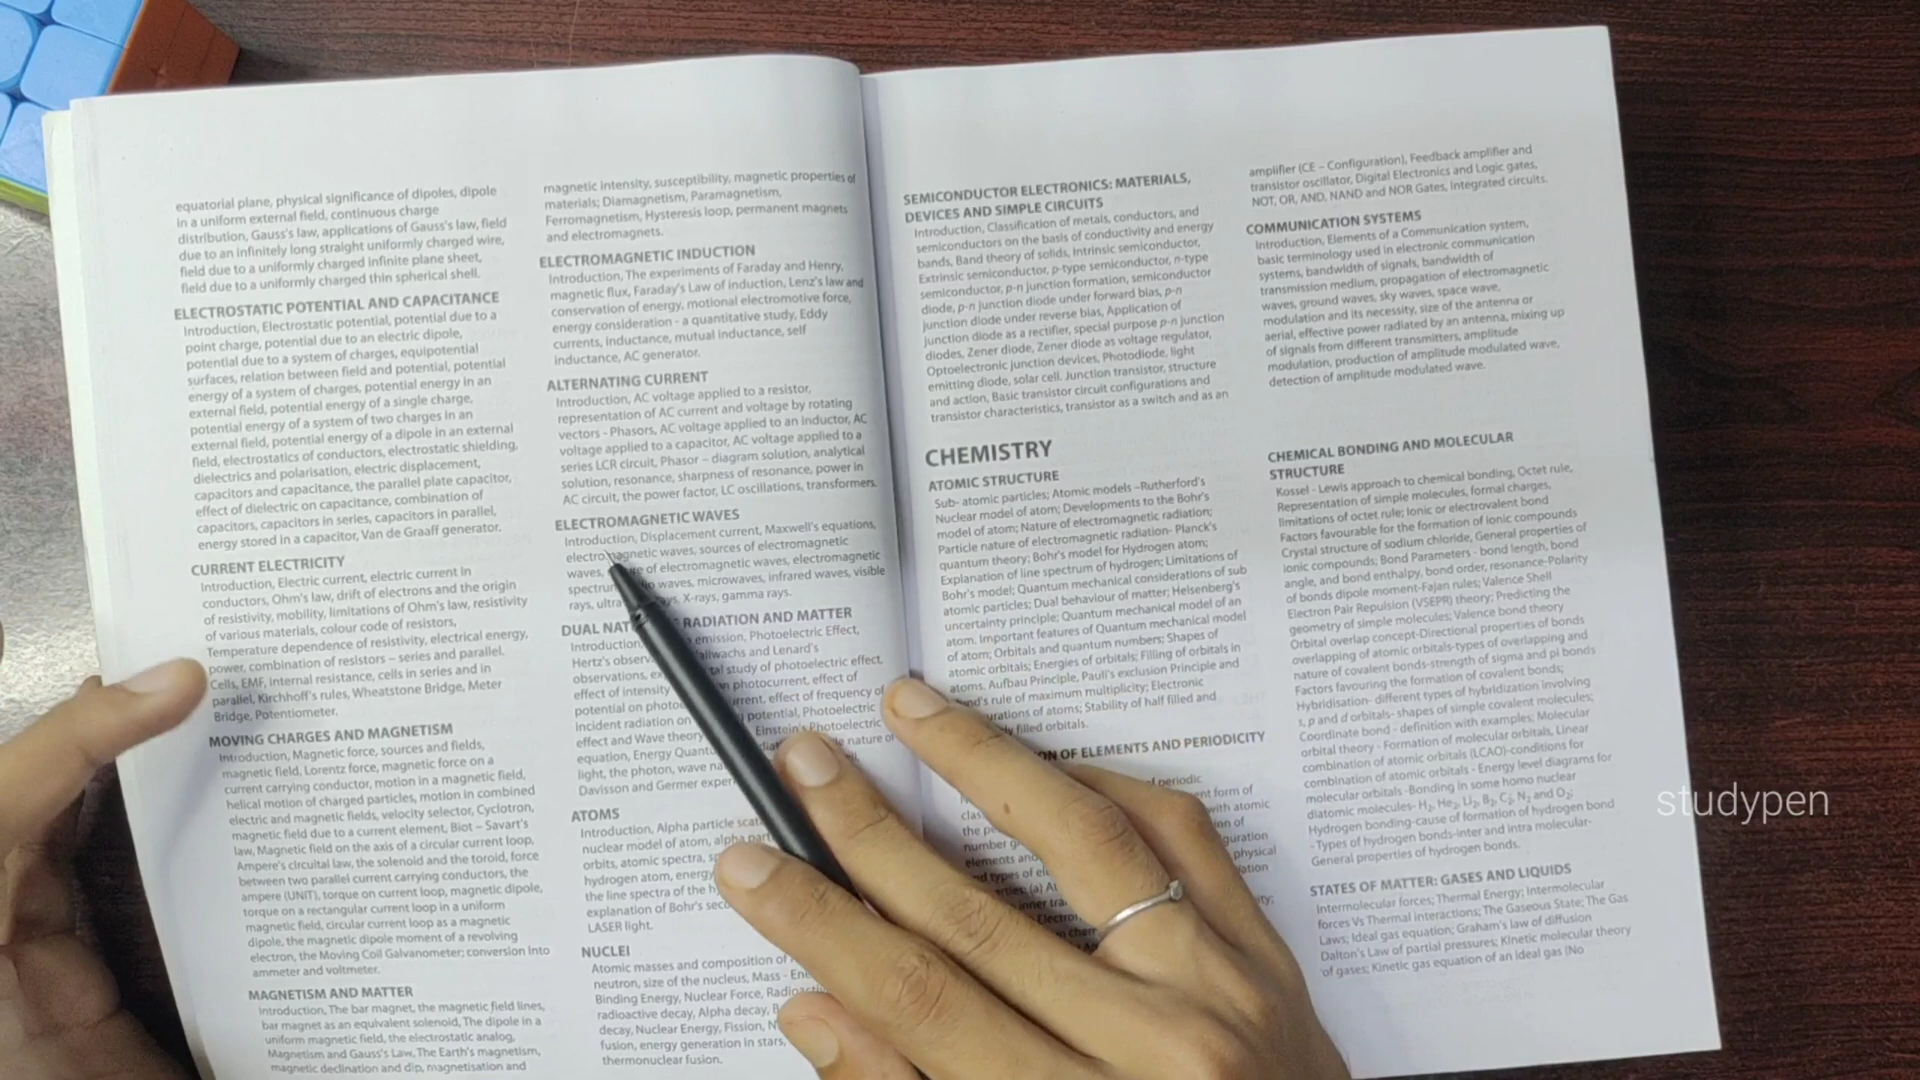 equatorial plane, physical significance of dipoles, dipole
in a uniform external field, continuous charge
distribution, Gauss's law, applications of Gauss's law, field
due to an infinitely long straight uniformly charged wire,
field due to a uniformly charged infinite plane sheet,
field due to a uniformly charged thin spherical shell.
ELECTROSTATIC POTENTIAL AND CAPACITANCE
Introduction, Electrostatic potential, potential due to a
point charge, potential due to an electric dipole,
potential due to a system of charges, equipotential
surfaces, relation between field and potential, potential
energy of a system of charges, potential energy in an
external field, potential energy of a single charge,
potential energy of a system of two charges in an
external field, potential energy of a dipole in an external
field, electrostatics of conductors, electrostatic shielding,
dielectrics and polarisation, electric displacement,
capacitors and capacitance, the parallel plate capacitor,
effect of dielectric on capacitance, combination of
capacitors, capacitors in series, capacitors in parallel,
energy stored in a capacitor, Van de Graaff generator.
CURRENT ELECTRICITY
Introduction, Electric current, electric current in
conductors, Ohm's law, drift of electrons and the origin
of resistivity, mobility, limitations of Ohm's law, resistivity
of various materials, colour code of resistors,
Temperature dependence of resistivity, electrical energy,
power, combination of resistors – series and parallel.
Cells, EMF, internal resistance, cells in series and in
parallel, Kirchhoff's rules, Wheatstone Bridge, Meter
Bridge, Potentiometer.
MOVING CHARGES AND MAGNETISM
Introduction, Magnetic force, sources and fields,
magnetic field, Lorentz force, magnetic force on a
current carrying conductor, motion in a magnetic field,
helical motion of charged particles, motion in combined
electric and magnetic fields, velocity selector, Cyclotron,
magnetic field due to a current element, Biot – Savart's
law, Magnetic field on the axis of a circular current loop,
Ampere's circuital law, the solenoid and the toroid, force
between two parallel current carrying conductors, the
ampere (UNIT), torque on current loop, magnetic dipole,
torque on a rectangular current loop in a uniform
magnetic field, circular current loop as a magnetic
dipole, the magnetic dipole moment of a revolving
electron, the Moving Coil Galvanometer; conversion into
ammeter and voltmeter.
MAGNETISM AND MATTER
Introduction, The bar magnet, the magnetic field lines,
bar magnet as an equivalent solenoid, The dipole in a
uniform magnetic field, the electrostatic analog,
Magnetism and Gauss's Law, The Earth's magnetism,
magnetic declination and dip, magnetisation and
magnetic intensity, susceptibility, magnetic properties of
materials; Diamagnetism, Paramagnetism,
Ferromagnetism, Hysteresis loop, permanent magnets
and electromagnets.
ELECTROMAGNETIC INDUCTION
Introduction, The experiments of Faraday and Henry,
magnetic flux, Faraday's Law of induction, Lenz's law and
conservation of energy, motional electromotive force,
energy consideration - a quantitative study, Eddy
currents, inductance, mutual inductance, self
inductance, AC generator.
ALTERNATING CURRENT
Introduction, AC voltage applied to a resistor,
representation of AC current and voltage by rotating
vectors - Phasors, AC voltage applied to an inductor, AC
voltage applied to a capacitor, AC voltage applied to a
series LCR circuit, Phasor – diagram solution, analytical
solution, resonance, sharpness of resonance, power in
AC circuit, the power factor, LC oscillations, transformers.
ELECTROMAGNETIC WAVES
Introduction, Displacement current, Maxwell's equations,
electromagnetic waves, sources of electromagnetic
waves, of electromagnetic waves, electromagnetic
waves, microwaves, infrared waves, visible
rays, X-rays, gamma rays.
DUAL RADIATION AND MATTER
emission, Photoelectric Effect,
Hertz's and Lenard's
observations, study of photoelectric effect,
effect of intensity photocurrent, effect of
potential on effect of frequency of
incident radiation on potential, Photoelectric
effect and Wave theory Einstein's Photoelectric
equation, Energy nature of
light, the photon, wave
Davisson and Germer
ATOMS
Introduction, Alpha particle
nuclear model of atom, alpha
orbits, atomic spectra,
hydrogen atom, energy
the line spectra of the
explanation of Bohr's
LASER light.
NUCLEI
Atomic masses and composition of
neutron, size of the nucleus, Mass -
Binding Energy, Nuclear Force,
radioactive decay, Alpha decay,
decay, Nuclear Energy, Fission,
fusion, energy generation in stars,
thermonuclear fusion.
SEMICONDUCTOR ELECTRONICS: MATERIALS,
DEVICES AND SIMPLE CIRCUITS
Introduction, Classification of metals, conductors, and
semiconductors on the basis of conductivity and energy
bands, Band theory of solids, Intrinsic semiconductor,
Extrinsic semiconductor, p-type semiconductor, n-type
semiconductor, p-n junction formation, semiconductor
diode, p-n junction diode under forward bias, p-n
junction diode under reverse bias, Application of
junction diode as a rectifier, special purpose p-n junction
diodes, Zener diode, Zener diode as voltage regulator,
Optoelectronic junction devices, Photodiode, light
emitting diode, solar cell. Junction transistor, structure
and action, Basic transistor circuit configurations and
transistor characteristics, transistor as a switch and as an
amplifier (CE – Configuration), Feedback amplifier and
transistor oscillator, Digital Electronics and Logic gates,
NOT, OR, AND, NAND and NOR Gates, Integrated circuits.
COMMUNICATION SYSTEMS
Introduction, Elements of a Communication system,
basic terminology used in electronic communication
systems, bandwidth of signals, bandwidth of
transmission medium, propagation of electromagnetic
waves, ground waves, sky waves, space wave,
modulation and its necessity, size of the antenna or
aerial, effective power radiated by an antenna, mixing up
of signals from different transmitters, amplitude
modulation, production of amplitude modulated wave,
detection of amplitude modulated wave.
CHEMISTRY
ATOMIC STRUCTURE
Sub- atomic particles; Atomic models –Rutherford's
Nuclear model of atom; Developments to the Bohr's
model of atom; Nature of electromagnetic radiation;
Particle nature of electromagnetic radiation- Planck's
quantum theory; Bohr's model for Hydrogen atom;
Explanation of line spectrum of hydrogen; Limitations of
Bohr's model; Quantum mechanical considerations of sub
atomic particles; Dual behaviour of matter; Heisenberg's
uncertainty principle; Quantum mechanical model of an
atom. Important features of Quantum mechanical model
of atom; Orbitals and quantum numbers; Shapes of
atomic orbitals; Energies of orbitals; Filling of orbitals in
atoms. Aufbau Principle, Pauli's exclusion Principle and
rule of maximum multiplicity; Electronic
of atoms; Stability of half filled and
filled orbitals.
OF ELEMENTS AND PERIODICITY
periodic
form of
with atomic
of
physical
CHEMICAL BONDING AND MOLECULAR
STRUCTURE
Kossel - Lewis approach to chemical bonding, Octet rule,
Representation of simple molecules, formal charges,
limitations of octet rule; Ionic or electrovalent bond
Factors favourable for the formation of ionic compounds
Crystal structure of sodium chloride, General properties of
ionic compounds; Bond Parameters - bond length, bond
angle, and bond enthalpy, bond order, resonance-Polarity
of bonds dipole moment-Fajan rules; Valence Shell
Electron Pair Repulsion (VSEPR) theory; Predicting the
geometry of simple molecules; Valence bond theory
Orbital overlap concept-Directional properties of bonds
overlapping of atomic orbitals-types of overlapping and
nature of covalent bonds-strength of sigma and pi bonds
Factors favouring the formation of covalent bonds;
Hybridisation- different types of hybridization involving
s, p and d orbitals- shapes of simple covalent molecules;
Coordinate bond - definition with examples; Molecular
orbital theory - Formation of molecular orbitals, Linear
combination of atomic orbitals (LCAO)-conditions for
combination of atomic orbitals - Energy level diagrams for
molecular orbitals -Bonding in some homo nuclear
diatomic molecules- H₂, He₂, Li₂, B₂, C₂, N₂ and O₂;
Hydrogen bonding-cause of formation of hydrogen bond
- Types of hydrogen bonds-inter and intra molecular-
General properties of hydrogen bonds.
STATES OF MATTER: GASES AND LIQUIDS
Intermolecular forces; Thermal Energy; Intermolecular
forces Vs Thermal interactions; The Gaseous State; The Gas
Laws; Ideal gas equation; Graham's law of diffusion
Dalton's Law of partial pressures; Kinetic molecular theory
of gases; Kinetic gas equation of an ideal gas (No
studypen